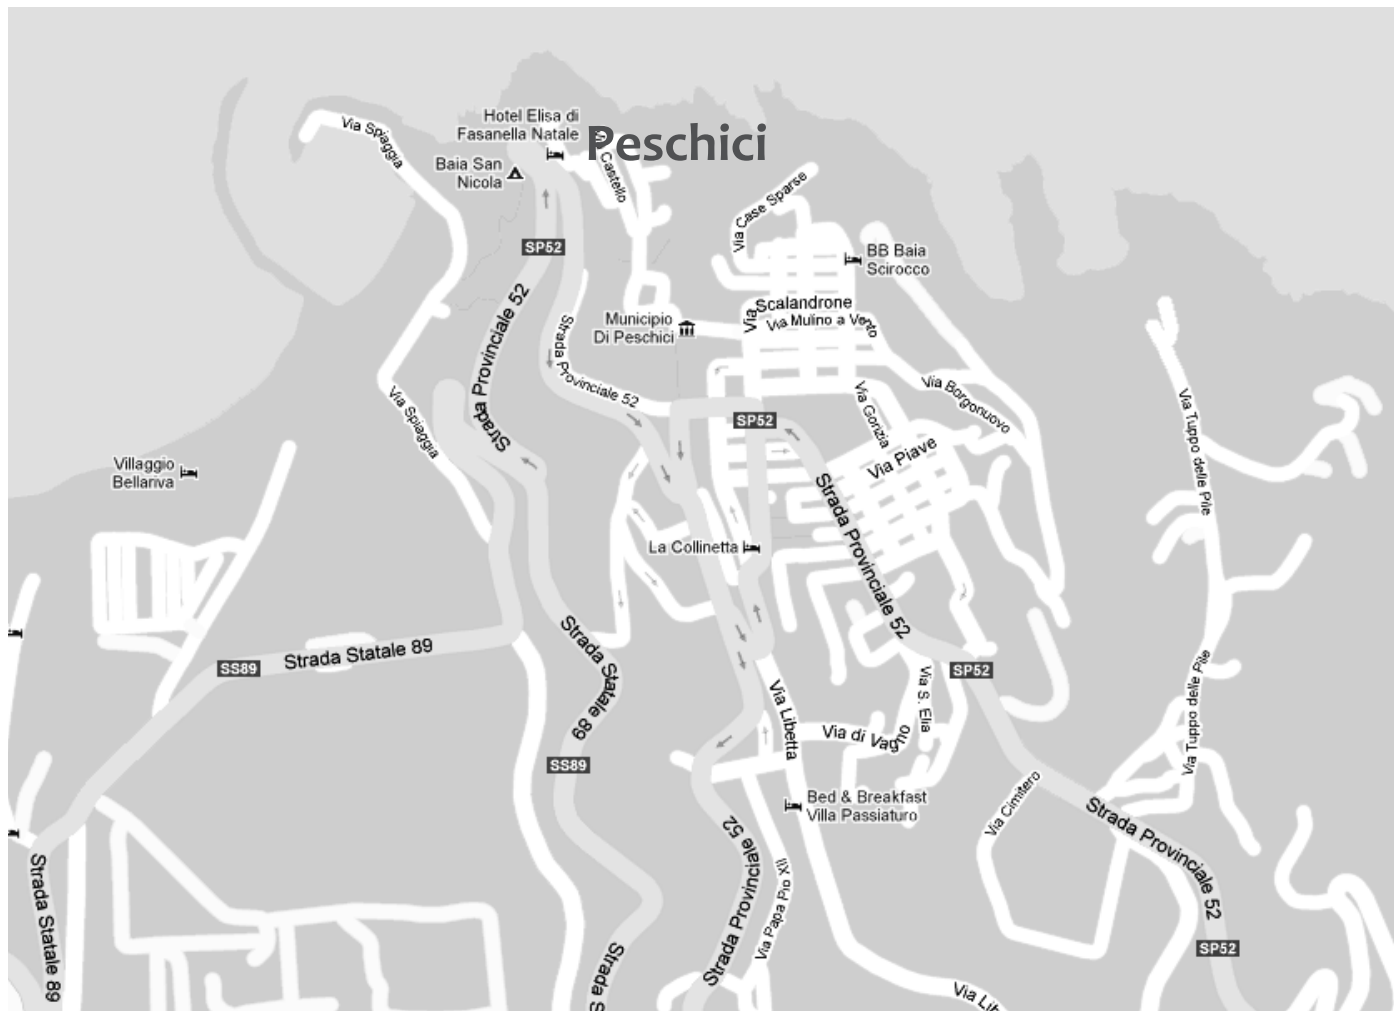 Via Spiaggia
Hotel Elisa di
Fasanella Natale
Peschici
Castello
Baia San
Nicola
Via Case Sparse
SP52
BB Baia
Scirocco
Strada Provinciale 52
Via Scalandrone
Via Mulino a Vento
Municipio
Di Peschici
Strada Provinciale 52
Via Spiaggia
Via Borgonuovo
Via Gorizia
Via Tuppo delle Pile
SP52
Via Piave
Villaggio
Bellariva
Strada Provinciale 52
La Collinetta
Strada Statale 89
SS89
Strada Statale 89
SP52
Via S. Elia
Via Tuppo delle Pile
Via Libetta
Via di Vagno
SS89
Via Cimitero
Bed & Breakfast
Villa Passiaturo
Strada Provinciale 52
Strada Provinciale 52
Via Papa Pio XII
Strada Statale 89
SP52
Strada S
Via Lib